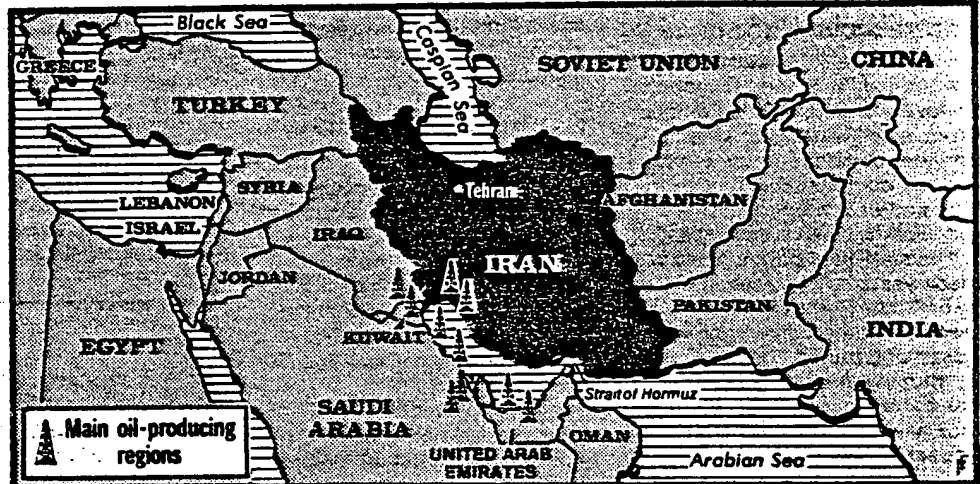 Black Sea
Caspian
Sea
SOVIET UNION
CHINA
GREECE
TURKEY
Tehran
SYRIA
AFGHANISTAN
LEBANON
ISRAEL
IRAQ
IRAN
JORDAN
PAKISTAN
INDIA
KUWAIT
EGYPT
Strait of Hormuz
SAUDI
ARABIA
Main oil-producing
regions
OMAN
UNITED ARAB
EMIRATES
Arabian Sea